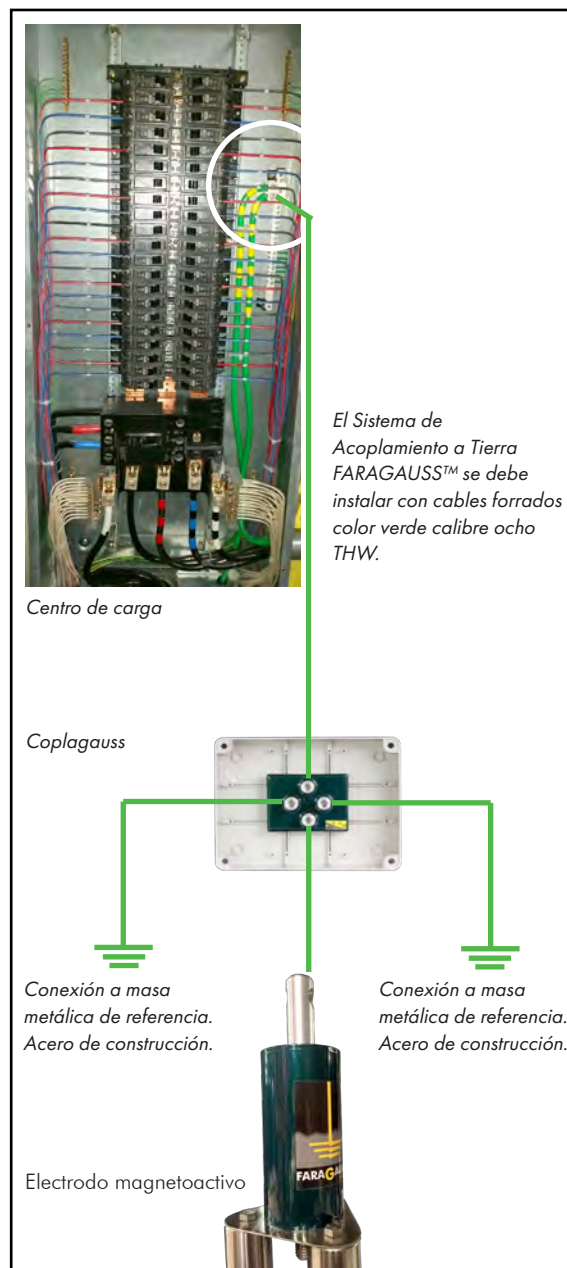 El Sistema de
Acoplamiento a Tierra
FARAGAUSS™ se debe
instalar con cables forrados
color verde calibre ocho
THW.
Centro de carga
Coplagauss
Conexión a masa
metálica de referencia.
Acero de construcción.
Conexión a masa
metálica de referencia.
Acero de construcción.
Electrodo magnetoactivo